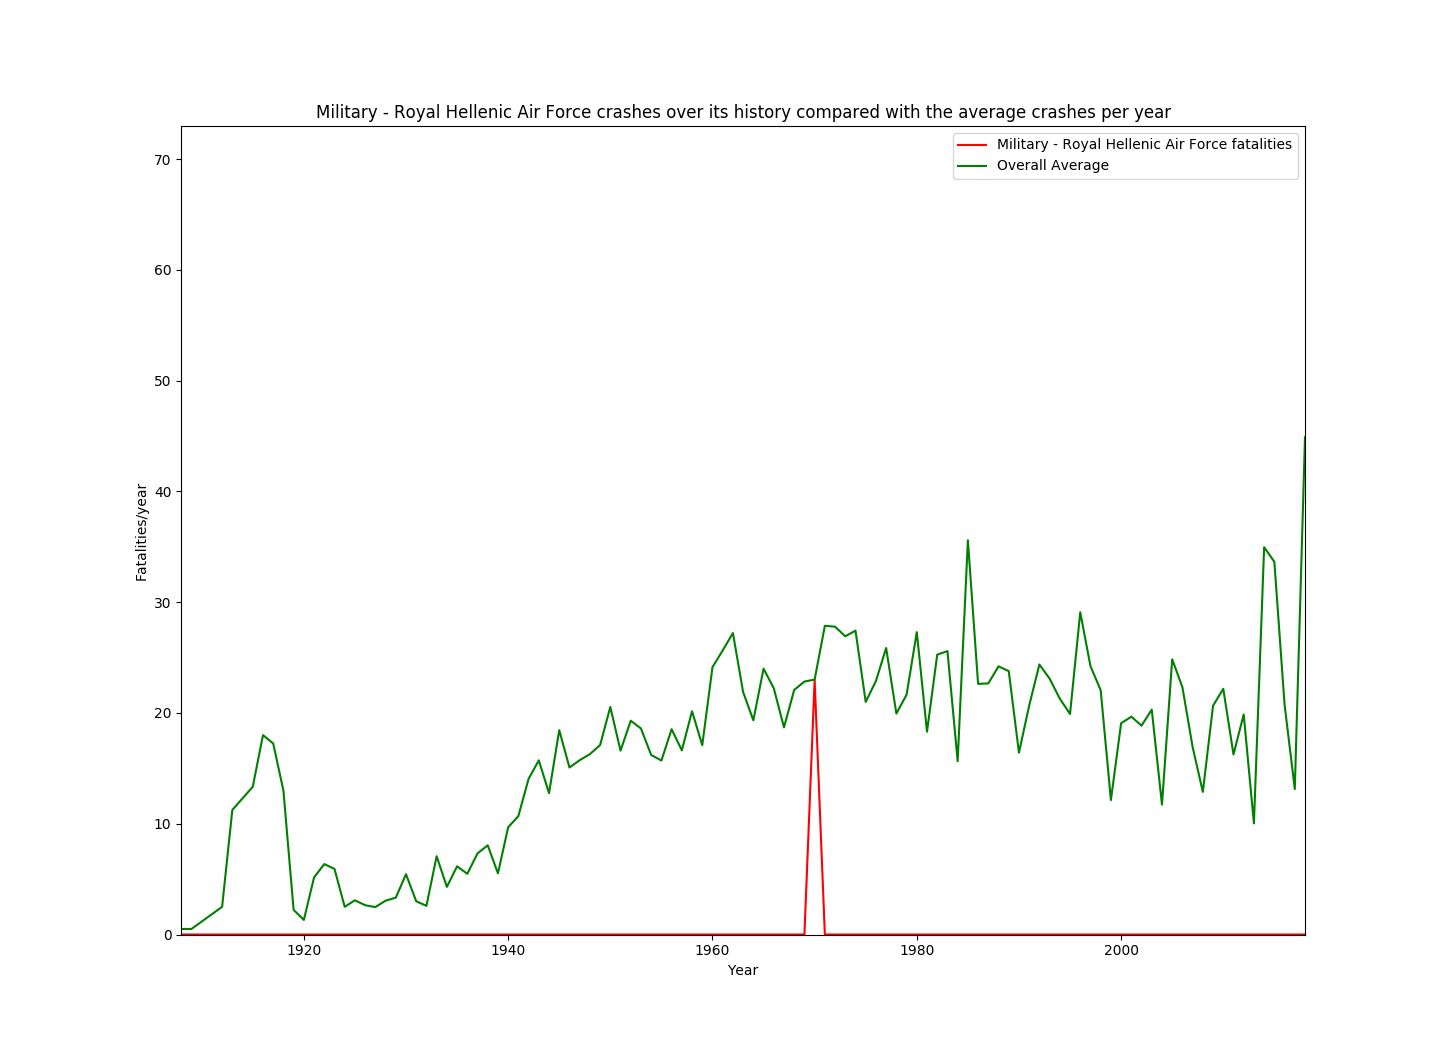 Military - Royal Hellenic Air Force crashes over its history compared with the average crashes per year
Military - Royal Hellenic Air Force fatalities
Overall Average
70
60
50
40
30
20
10
0
Fatalities/year
1920
1940
1960
1980
2000
Year